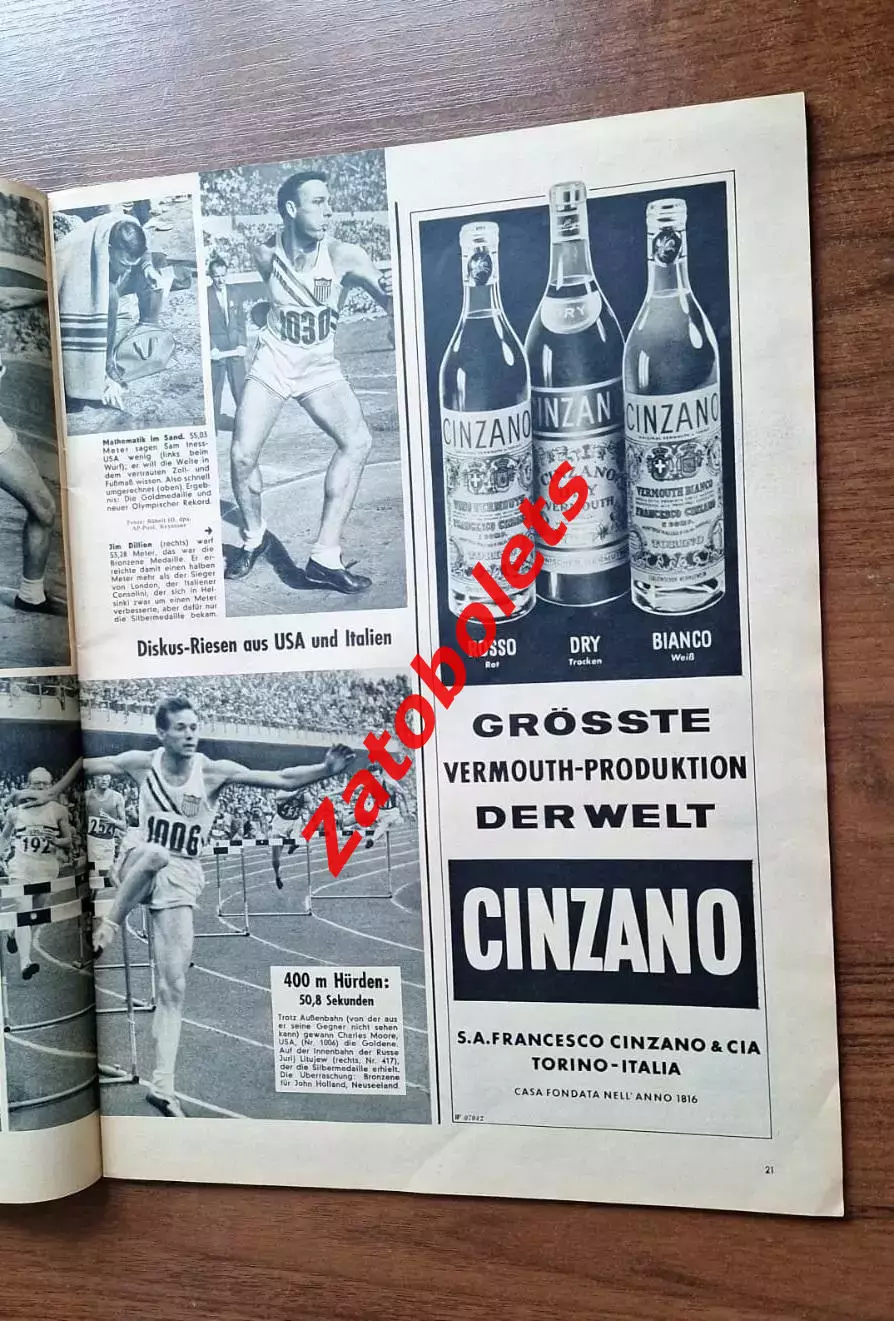 1030
Mathematik im Sand. 55,03
Meter sagen Sam Iness-
USA wenig (links beim
Wurf); er will die Weite in
dem vertrauten Zoll- und
Fußmaß wissen. Also schnell
umgerechnet (oben). Ergeb-
nis: Die Goldmedaille und
neuer Olympischer Rekord.
Jim Dillion (rechts) warf
53,28 Meter, das war die
Bronzene Medaille. Er er-
reichte damit einen halben
Meter mehr als der Sieger
von London, der Italiener
Consolini, der sich in Hel-
sinki zwar um einen Meter
verbesserte, aber dafür nur
die Silbermedaille bekam.
Diskus-Riesen aus USA und Italien
192
254
1006
400 m Hürden:
50,8 Sekunden
Trotz Außenbahn (von der aus
er seine Gegner nicht sehen
kann) gewann Charles Moore,
USA, (Nr. 1006) die Goldene.
Auf der Innenbahn der Russe
Jurij Litujew (rechts, Nr. 417),
der die Silbermedaille erhielt.
Die Überraschung: Bronzene
für John Holland, Neuseeland.
CINZANO
CINZANO
VERMOUTH
CINZANO
VERMOUTH BIANCO
FRANCESCO CINZANO
TORINO
ROSSO
Rot
DRY
Trocken
BIANCO
Weiß
GRÖSSTE
VERMOUTH-PRODUKTION
DER WELT
CINZANO
S.A. FRANCESCO CINZANO & CIA
TORINO-ITALIA
CASA FONDATA NELL'ANNO 1816
W 07042
21
Zatobolets